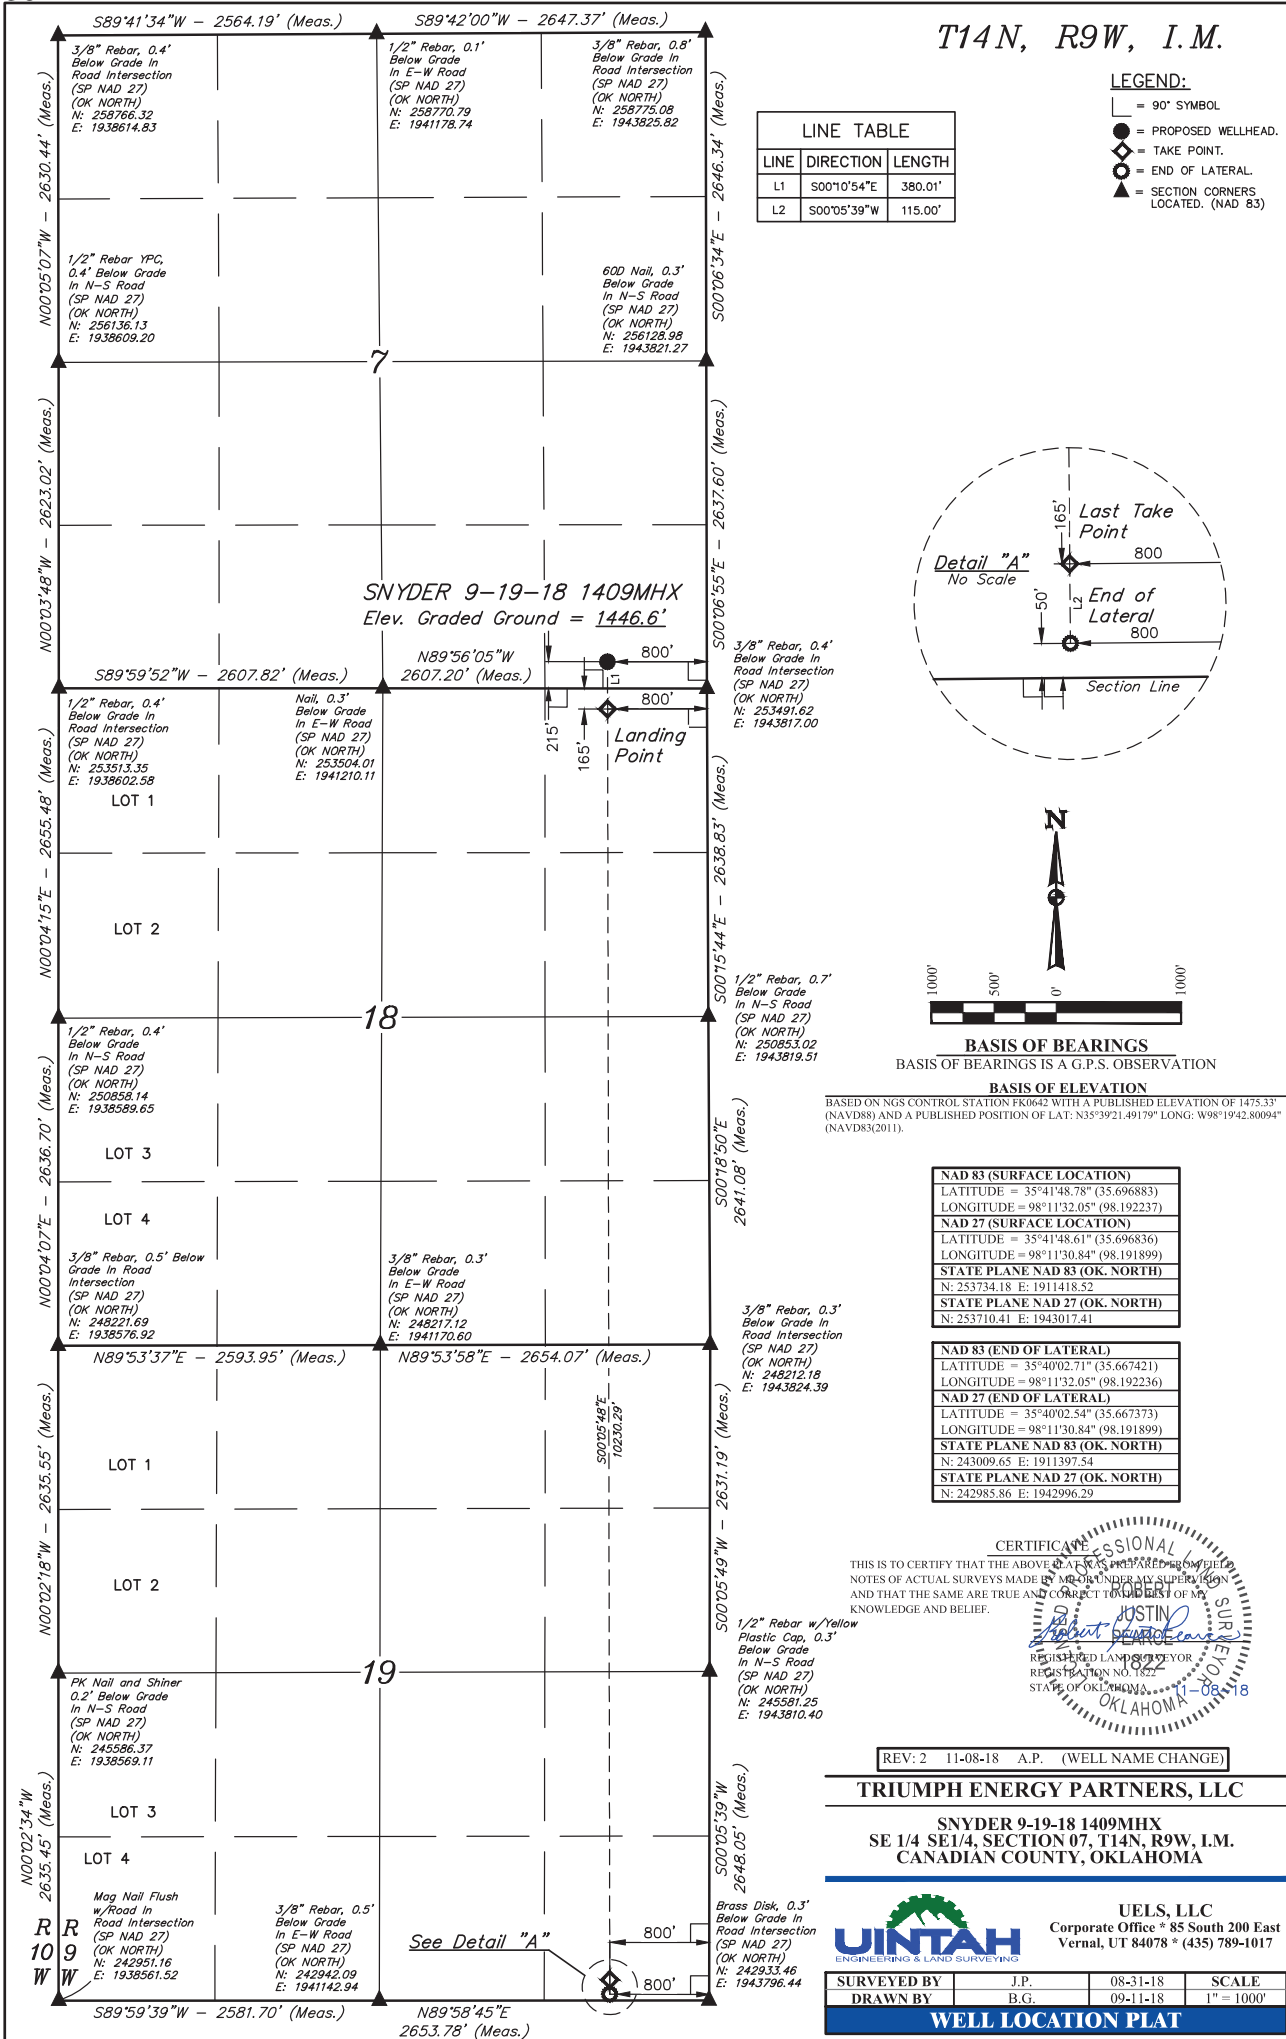 T14N, R9W, I.M.
LEGEND:
= 90° SYMBOL
= PROPOSED WELLHEAD.
= TAKE POINT.
= END OF LATERAL.
= SECTION CORNERS
LOCATED. (NAD 83)
LINE TABLE
LINE DIRECTION LENGTH
L1 S00°10'54"E 380.01'
L2 S00°05'39"W 115.00'
S89°41'34"W - 2564.19' (Meas.)
S89°42'00"W - 2647.37' (Meas.)
3/8" Rebar, 0.4'
Below Grade In
Road Intersection
(SP NAD 27)
(OK NORTH)
N: 258766.32
E: 1938614.83
1/2" Rebar, 0.1'
Below Grade
In E-W Road
(SP NAD 27)
(OK NORTH)
N: 258770.79
E: 1941178.74
3/8" Rebar, 0.8'
Below Grade In
Road Intersection
(SP NAD 27)
(OK NORTH)
N: 258775.08
E: 1943825.82
N00°05'07"W - 2630.44' (Meas.)
S00°06'34"E - 2646.34' (Meas.)
1/2" Rebar YPC,
0.4' Below Grade
In N-S Road
(SP NAD 27)
(OK NORTH)
N: 256136.13
E: 1938609.20
60D Nail, 0.3'
Below Grade
In N-S Road
(SP NAD 27)
(OK NORTH)
N: 256128.98
E: 1943821.27
7
N00°03'48"W - 2623.02' (Meas.)
S00°06'55"E - 2637.60' (Meas.)
SNYDER 9-19-18 1409MHX
Elev. Graded Ground = 1446.6'
S89°59'52"W - 2607.82' (Meas.)
N89°56'05"W
2607.20' (Meas.)
800'
L1
800'
215'
165'
Landing
Point
3/8" Rebar, 0.4'
Below Grade In
Road Intersection
(SP NAD 27)
(OK NORTH)
N: 253491.62
E: 1943817.00
1/2" Rebar, 0.4'
Below Grade In
Road Intersection
(SP NAD 27)
(OK NORTH)
N: 253513.35
E: 1938602.58
Nail, 0.3'
Below Grade
In E-W Road
(SP NAD 27)
(OK NORTH)
N: 253504.01
E: 1941210.11
LOT 1
LOT 2
N00°04'15"E - 2655.48' (Meas.)
S00°15'44"E - 2638.83' (Meas.)
1/2" Rebar, 0.7'
Below Grade
In N-S Road
(SP NAD 27)
(OK NORTH)
N: 250853.02
E: 1943819.51
18
1/2" Rebar, 0.4'
Below Grade
In N-S Road
(SP NAD 27)
(OK NORTH)
N: 250858.14
E: 1938589.65
LOT 3
LOT 4
N00°04'07"E - 2636.70' (Meas.)
S00°18'50"E
2641.08' (Meas.)
3/8" Rebar, 0.5' Below
Grade In Road
Intersection
(SP NAD 27)
(OK NORTH)
N: 248221.69
E: 1938576.92
3/8" Rebar, 0.3'
Below Grade
In E-W Road
(SP NAD 27)
(OK NORTH)
N: 248217.12
E: 1941170.60
3/8" Rebar, 0.3'
Below Grade In
Road Intersection
(SP NAD 27)
(OK NORTH)
N: 248212.18
E: 1943824.39
N89°53'37"E - 2593.95' (Meas.)
N89°53'58"E - 2654.07' (Meas.)
S00°05'48"E
10230.29'
LOT 1
LOT 2
N00°02'18"W - 2635.55' (Meas.)
S00°05'49"W - 2631.19' (Meas.)
1/2" Rebar w/Yellow
Plastic Cap, 0.3'
Below Grade
In N-S Road
(SP NAD 27)
(OK NORTH)
N: 245581.25
E: 1943810.40
19
PK Nail and Shiner
0.2' Below Grade
In N-S Road
(SP NAD 27)
(OK NORTH)
N: 245586.37
E: 1938569.11
LOT 3
LOT 4
N00°02'34"W
2635.45' (Meas.)
S00°05'39"W
2648.05' (Meas.)
Mag Nail Flush
w/Road In
Road Intersection
(SP NAD 27)
(OK NORTH)
N: 242951.16
E: 1938561.52
R R
10 9
W W
3/8" Rebar, 0.5'
Below Grade
In E-W Road
(SP NAD 27)
(OK NORTH)
N: 242942.09
E: 1941142.94
See Detail "A"
800'
800'
Brass Disk, 0.3'
Below Grade In
Road Intersection
(SP NAD 27)
(OK NORTH)
N: 242933.46
E: 1943796.44
S89°59'39"W - 2581.70' (Meas.)
N89°58'45"E
2653.78' (Meas.)
165'
Last Take
Point
800
Detail "A"
No Scale
50'
L2
End of
Lateral
800
Section Line
N
1000' 500' 0' 1000'
BASIS OF BEARINGS
BASIS OF BEARINGS IS A G.P.S. OBSERVATION
BASIS OF ELEVATION
BASED ON NGS CONTROL STATION FK0642 WITH A PUBLISHED ELEVATION OF 1475.33'
(NAVD88) AND A PUBLISHED POSITION OF LAT: N35°39'21.49179" LONG: W98°19'42.80094"
(NAVD83(2011).
NAD 83 (SURFACE LOCATION)
LATITUDE = 35°41'48.78" (35.696883)
LONGITUDE = 98°11'32.05" (98.192237)
NAD 27 (SURFACE LOCATION)
LATITUDE = 35°41'48.61" (35.696836)
LONGITUDE = 98°11'30.84" (98.191899)
STATE PLANE NAD 83 (OK. NORTH)
N: 253734.18 E: 1911418.52
STATE PLANE NAD 27 (OK. NORTH)
N: 253710.41 E: 1943017.41
NAD 83 (END OF LATERAL)
LATITUDE = 35°40'02.71" (35.667421)
LONGITUDE = 98°11'32.05" (98.192236)
NAD 27 (END OF LATERAL)
LATITUDE = 35°40'02.54" (35.667373)
LONGITUDE = 98°11'30.84" (98.191899)
STATE PLANE NAD 83 (OK. NORTH)
N: 243009.65 E: 1911397.54
STATE PLANE NAD 27 (OK. NORTH)
N: 242985.86 E: 1942996.29
CERTIFICATE
THIS IS TO CERTIFY THAT THE ABOVE PLAT WAS PREPARED FROM FIELD
NOTES OF ACTUAL SURVEYS MADE BY ME OR UNDER MY SUPERVISION
AND THAT THE SAME ARE TRUE AND CORRECT TO THE BEST OF MY
KNOWLEDGE AND BELIEF.
REGISTERED LAND SURVEYOR
REGISTRATION NO. 1822
STATE OF OKLAHOMA
LICENSED PROFESSIONAL LAND SURVEYOR
ROBERT
JUSTIN
PEARCE
1822
OKLAHOMA
11-08-18
REV: 2 11-08-18 A.P. (WELL NAME CHANGE)
TRIUMPH ENERGY PARTNERS, LLC
SNYDER 9-19-18 1409MHX
SE 1/4 SE1/4, SECTION 07, T14N, R9W, I.M.
CANADIAN COUNTY, OKLAHOMA
UINTAH
ENGINEERING & LAND SURVEYING
UELS, LLC
Corporate Office * 85 South 200 East
Vernal, UT 84078 * (435) 789-1017
SURVEYED BY J.P. 08-31-18 SCALE
DRAWN BY B.G. 09-11-18 1" = 1000'
WELL LOCATION PLAT